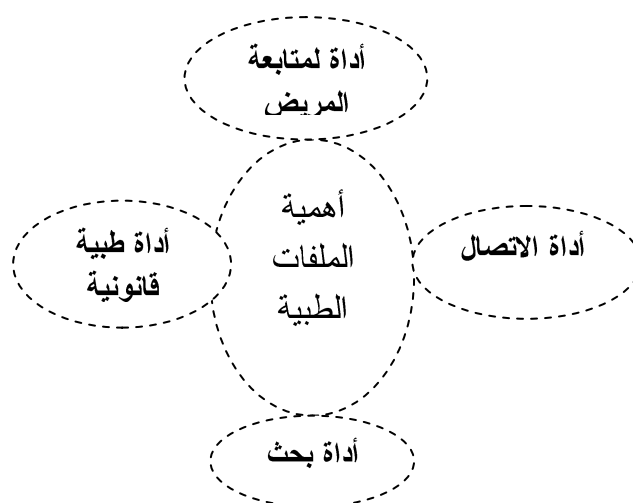 أداة لمتابعة
المريض
أهمية
الملفات
الطبية
أداة الاتصال
أداة طبية
قانونية
أداة بحث